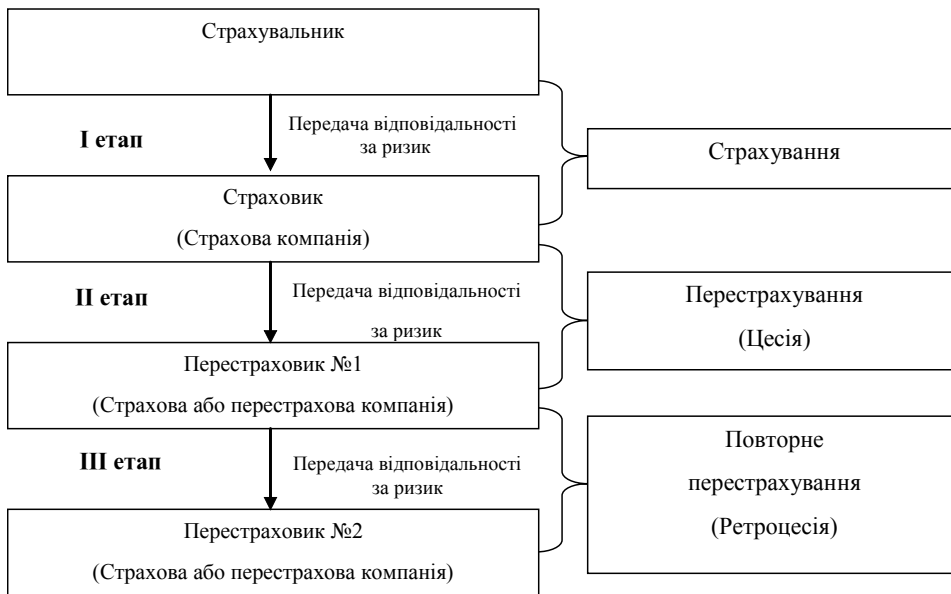 Страхувальник
І етап
Передача відповідальності
за ризик
Страхування
Страховик
(Страхова компанія)
ІІ етап
Передача відповідальності
за ризик
Перестрахування
(Цесія)
Перестраховик №1
(Страхова або перестрахова компанія)
ІІІ етап
Передача відповідальності
за ризик
Повторне
перестрахування
(Ретроцесія)
Перестраховик №2
(Страхова або перестрахова компанія)